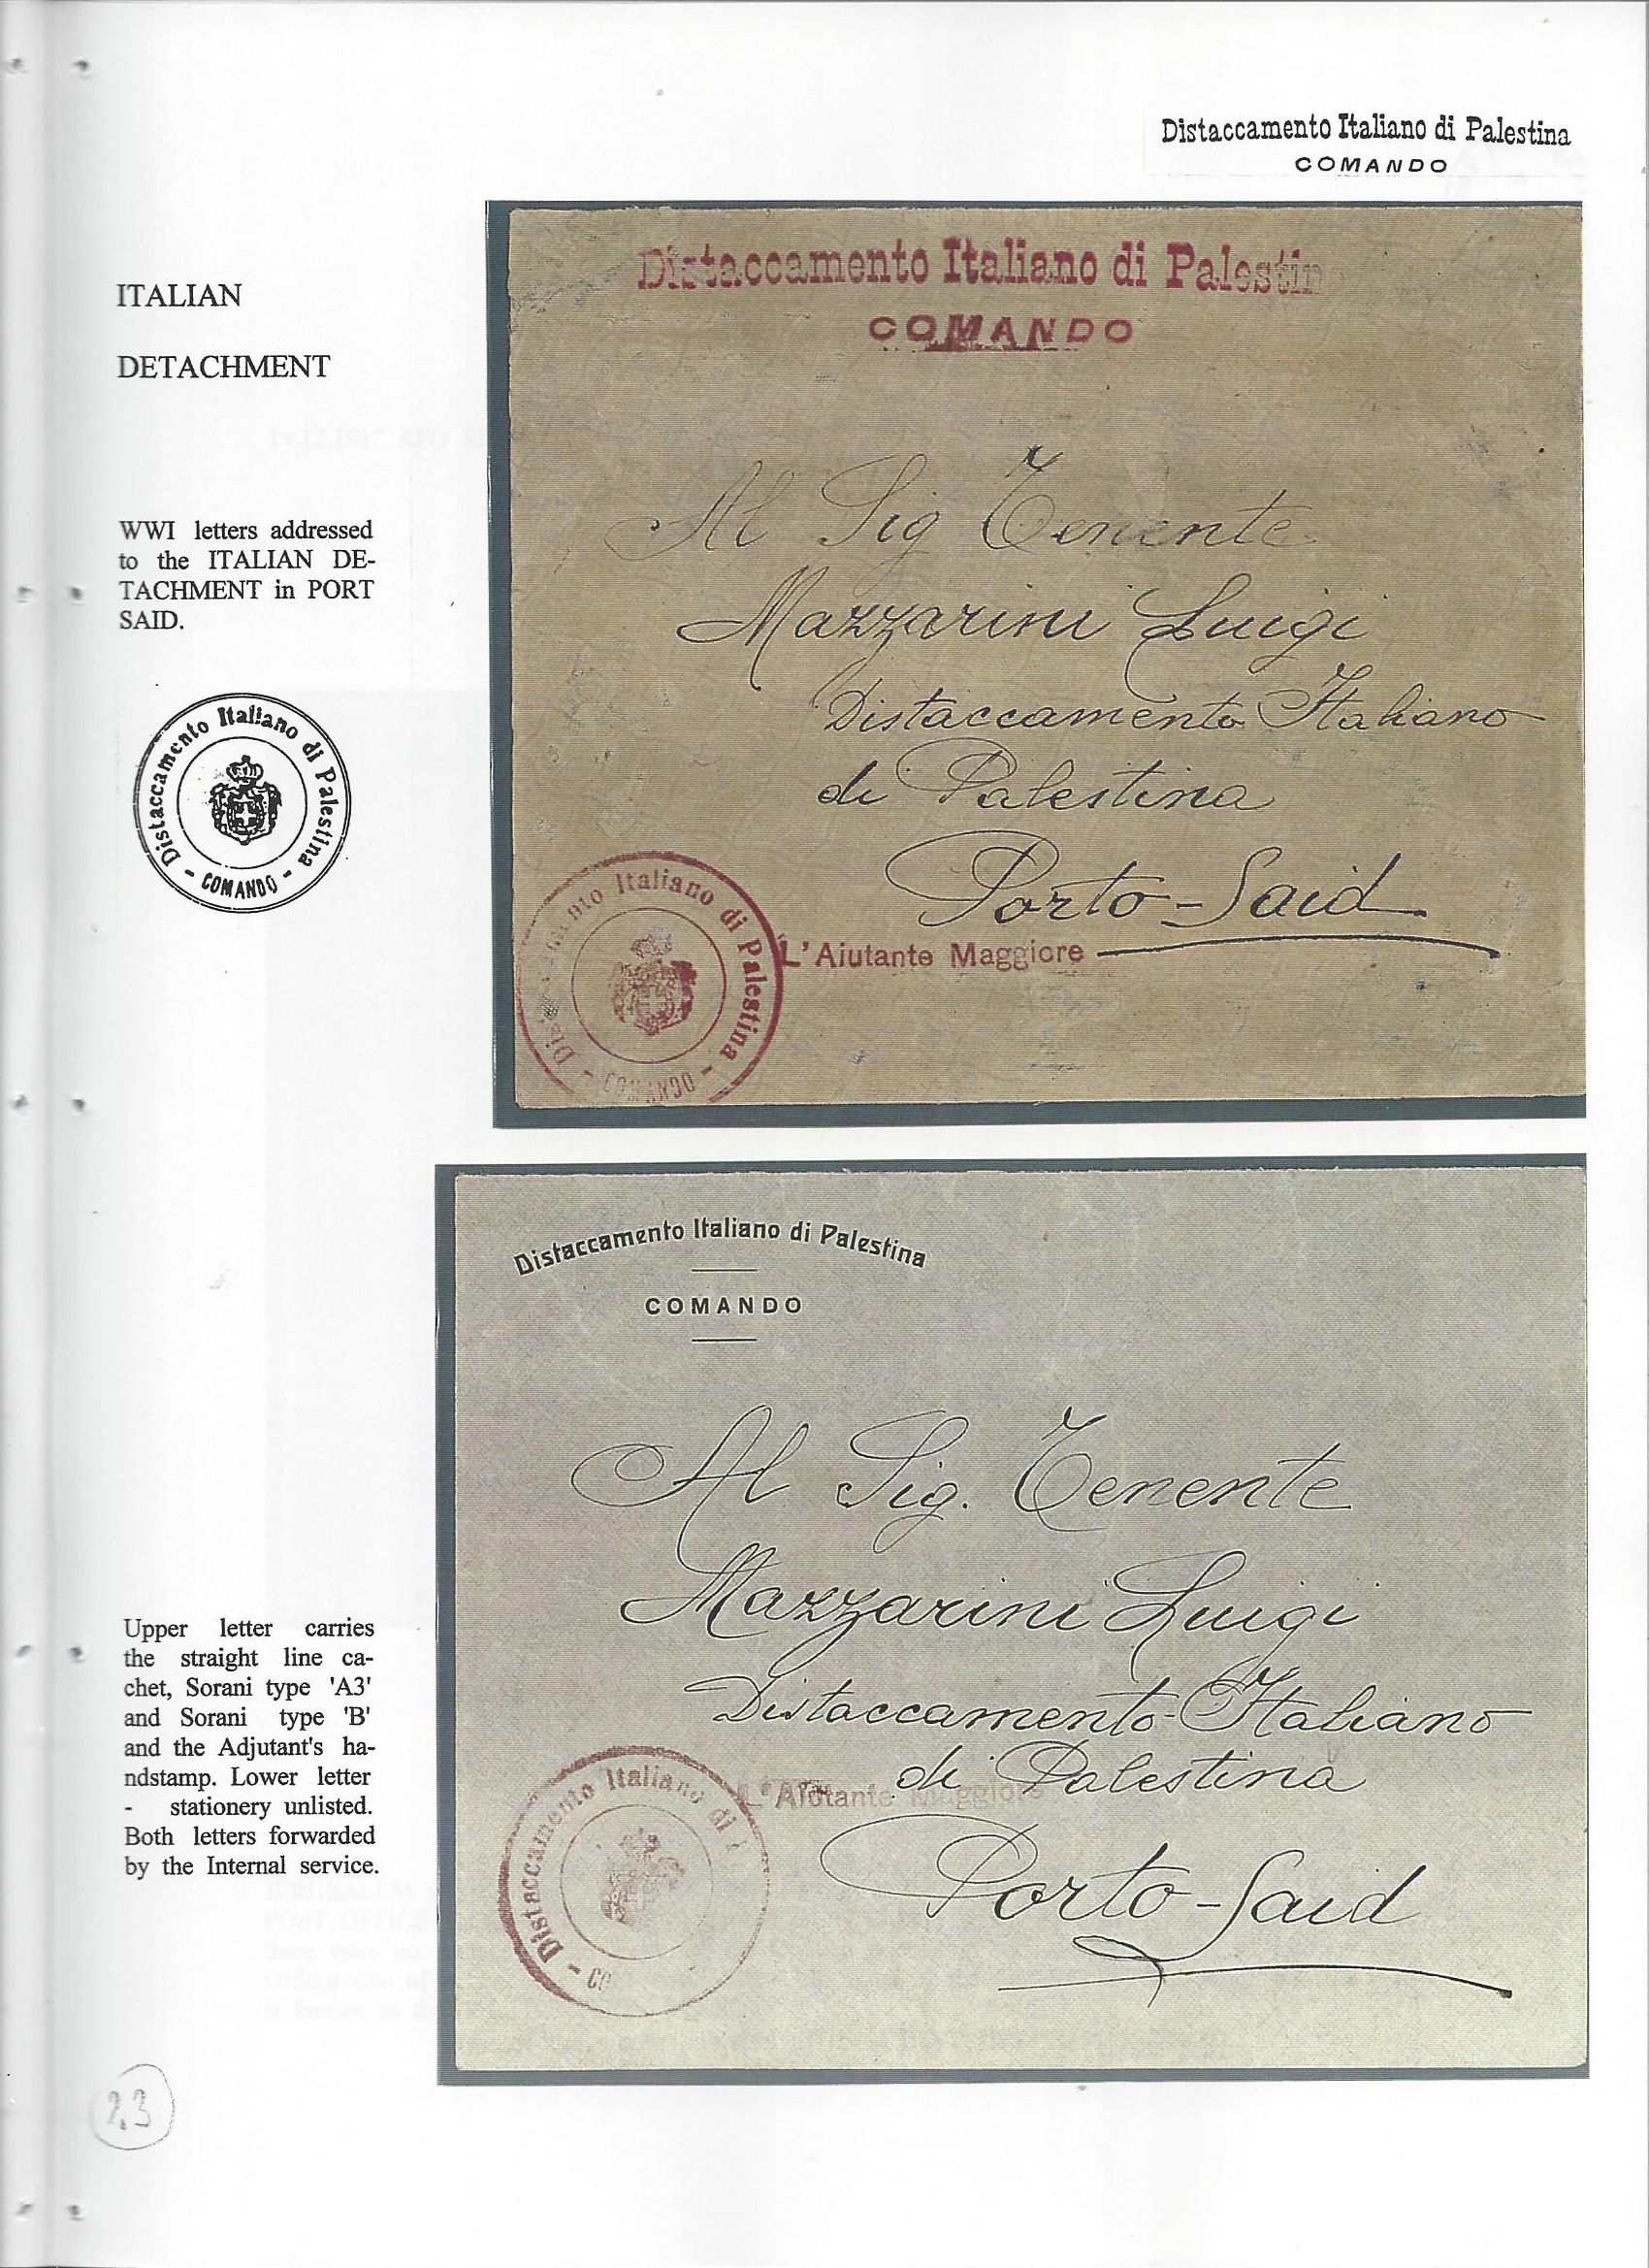 Distaccamento Italiano di Palestina
COMANDO
ITALIAN
DETACHMENT
WWI letters addressed
to the ITALIAN DE-
TACHMENT in PORT
SAID.
Distaccamento Italiano di Palestina
- COMANDO -
Distaccamento Italiano di Palestin
COMANDO
Al Sig Tenente
Mazzarini Luigi
Distaccamento Italiano
di Palestina
Porto-Said
L'Aiutante Maggiore
Italiano di Palestina
- COMANDO -
Distaccamento Italiano di Palestina
COMANDO
Al Sig. Tenente
Mazzarini Luigi
Distaccamento Italiano
di Palestina
Porto-Said
L'Aiutante Maggiore
Distaccamento Italiano di
- CO
Upper letter carries
the straight line ca-
chet, Sorani type 'A3'
and Sorani type 'B'
and the Adjutant's ha-
ndstamp. Lower letter
- stationery unlisted.
Both letters forwarded
by the Internal service.
23